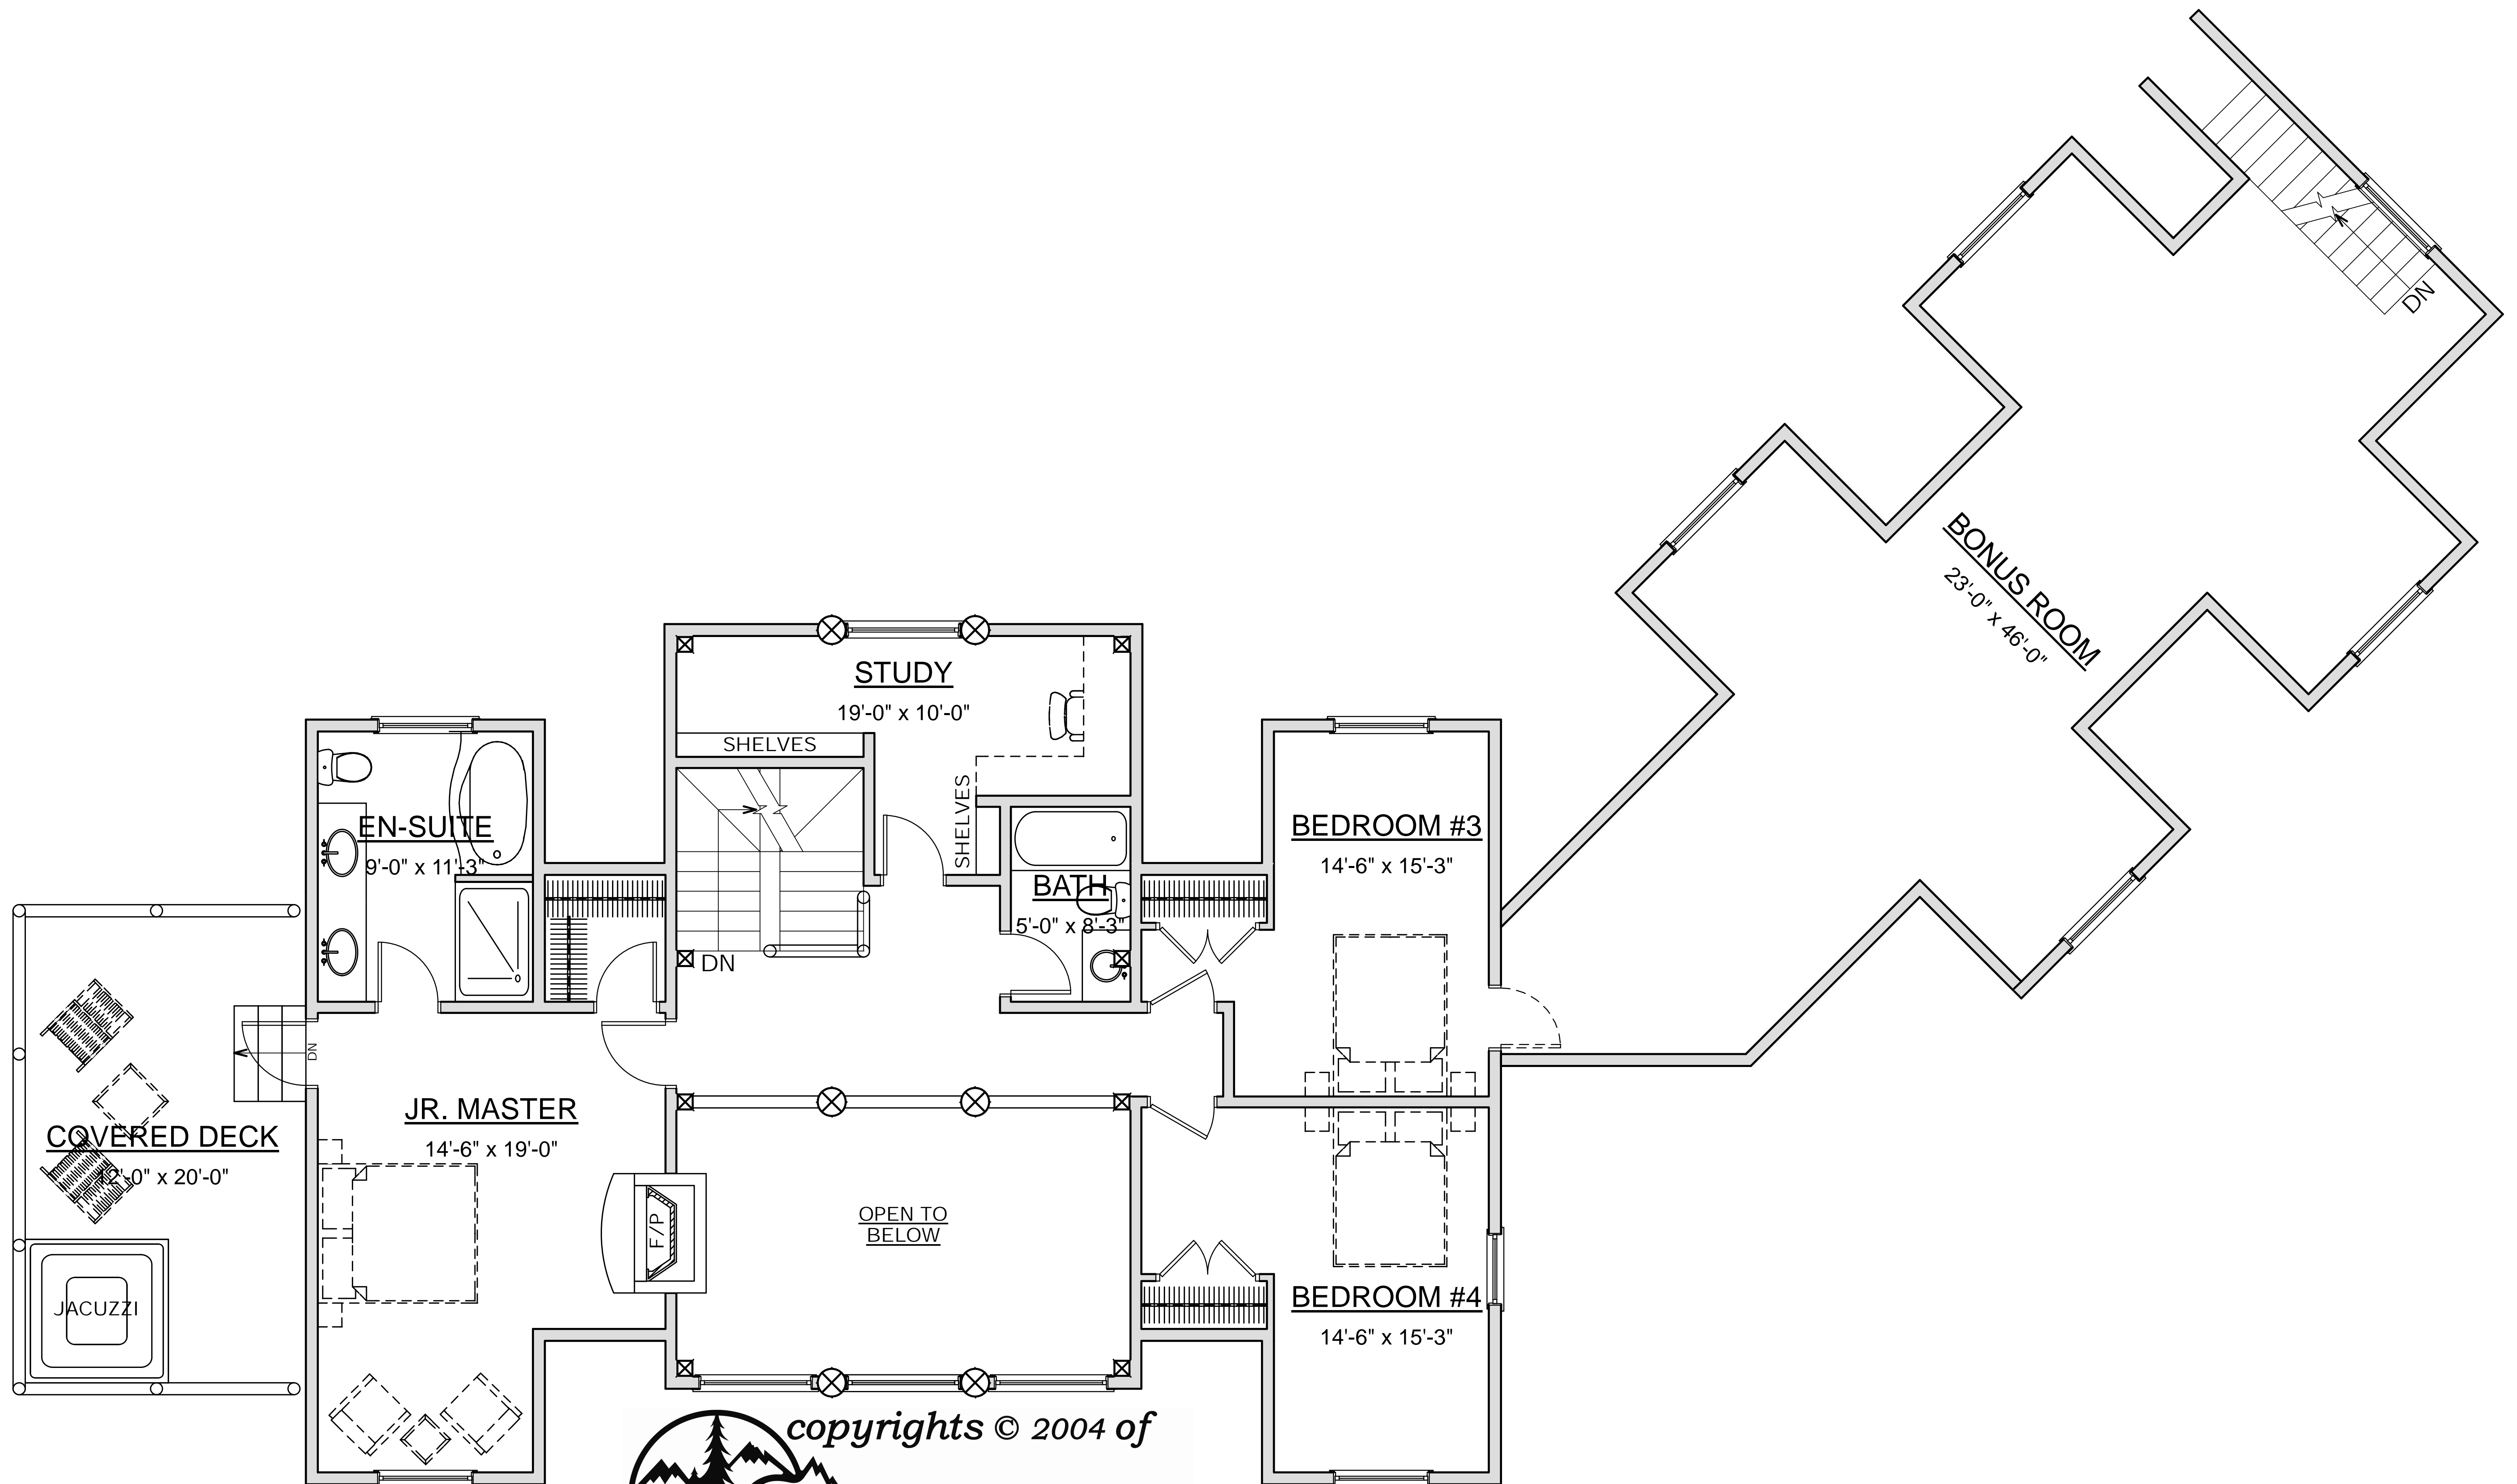 STUDY
19'-0" x 10'-0"
SHELVES
SHELVES
EN-SUITE
9'-0" x 11'-3"
BATH
5'-0" x 8'-3"
DN
DN
BEDROOM #3
14'-6" x 15'-3"
BONUS ROOM
23'-0" x 46'-0"
DN
JR. MASTER
14'-6" x 19'-0"
COVERED DECK
12'-0" x 20'-0"
F/P
OPEN TO
BELOW
JACUZZI
BEDROOM #4
14'-6" x 15'-3"
copyrights © 2004 of